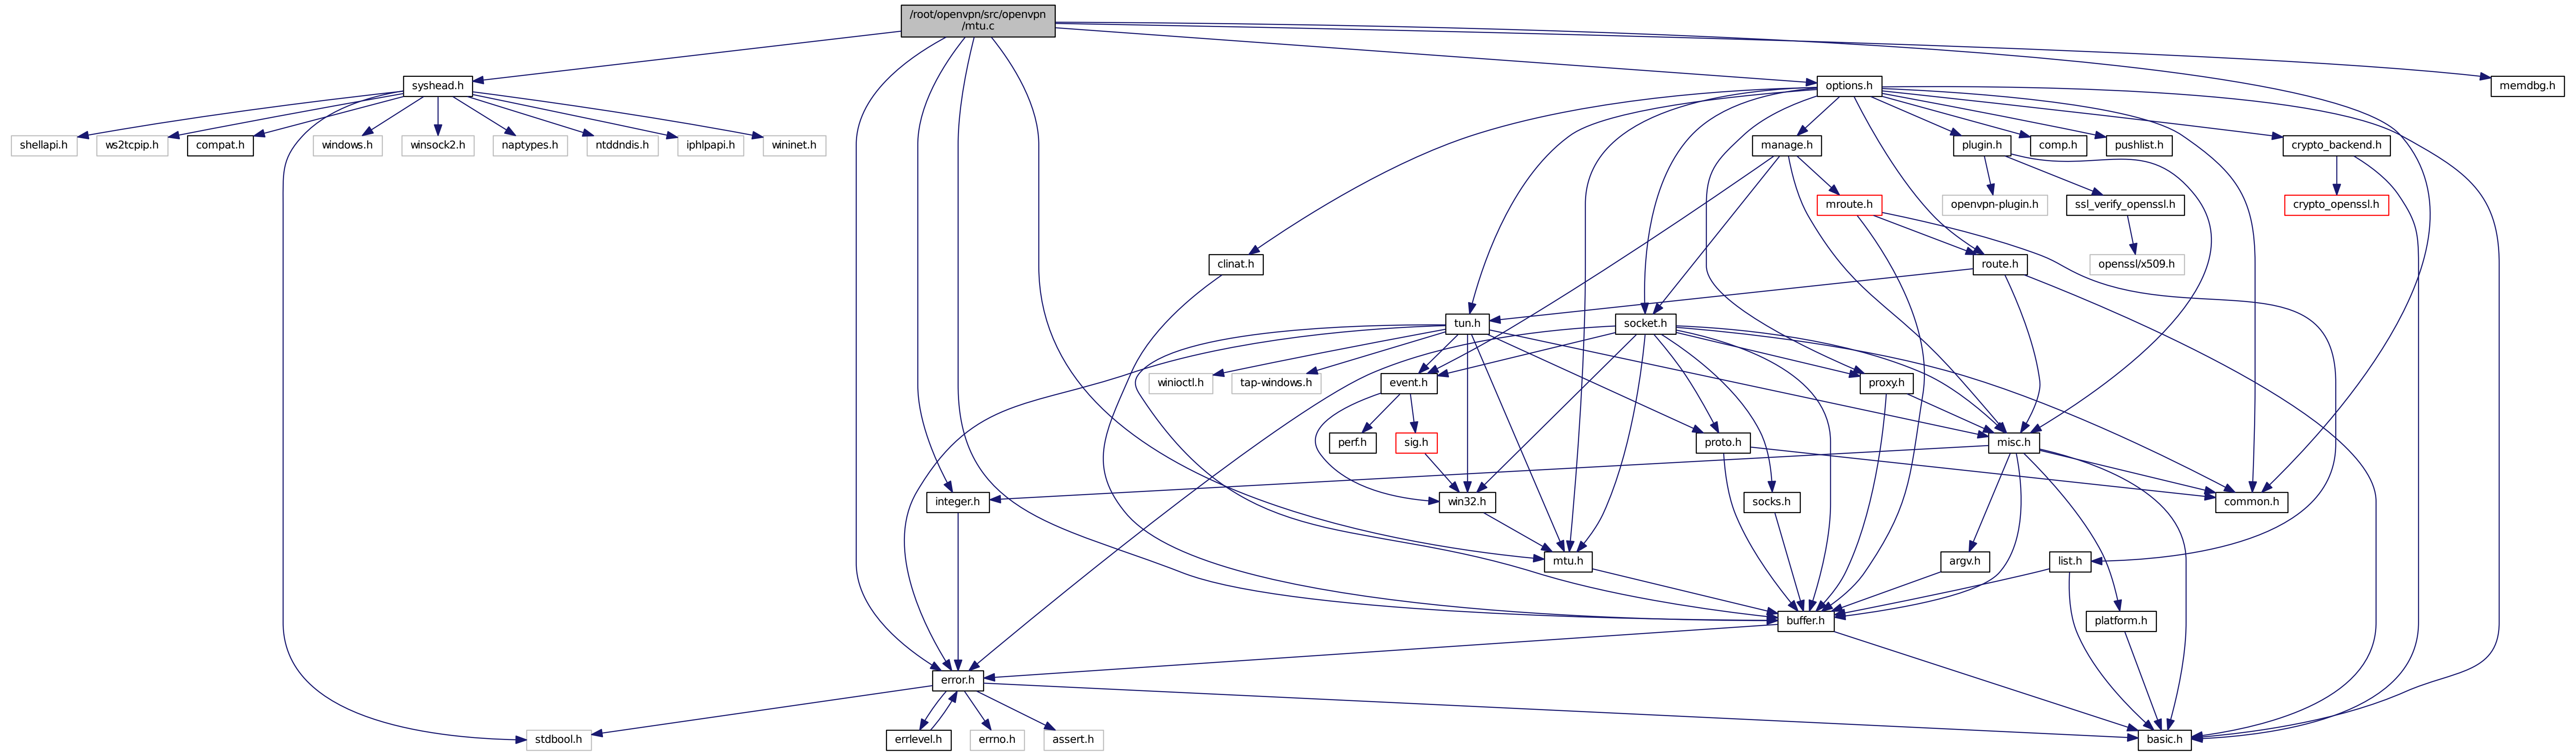 /root/openvpn/src/openvpn
/mtu.c
syshead.h
options.h
memdbg.h
shellapi.h
ws2tcpip.h
compat.h
windows.h
winsock2.h
naptypes.h
ntddndis.h
iphlpapi.h
wininet.h
manage.h
plugin.h
comp.h
pushlist.h
crypto_backend.h
mroute.h
openvpn-plugin.h
ssl_verify_openssl.h
crypto_openssl.h
clinat.h
route.h
openssl/x509.h
tun.h
socket.h
winioctl.h
tap-windows.h
event.h
proxy.h
perf.h
sig.h
proto.h
misc.h
integer.h
win32.h
socks.h
common.h
mtu.h
argv.h
list.h
buffer.h
platform.h
error.h
stdbool.h
errlevel.h
errno.h
assert.h
basic.h